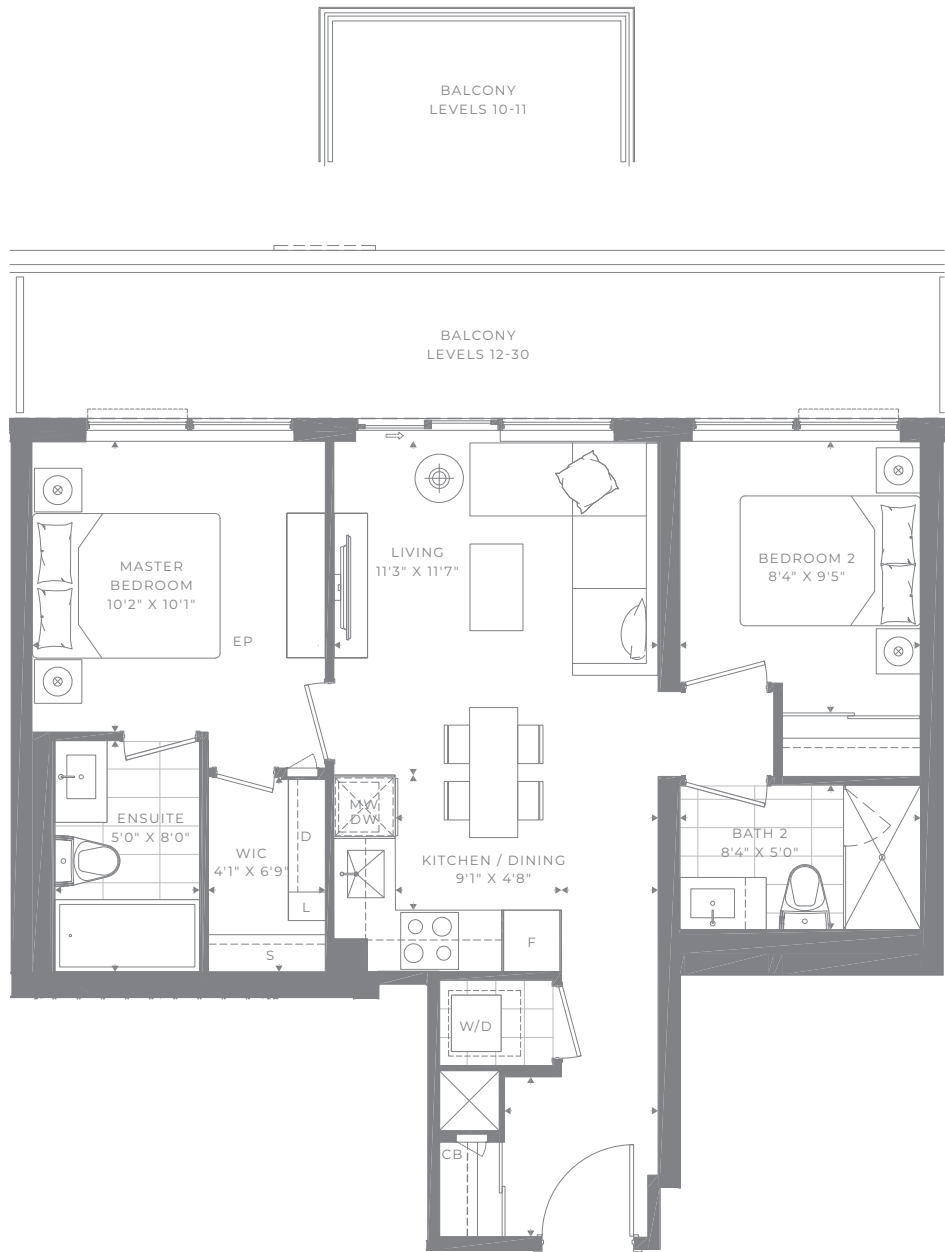 BALCONY
LEVELS 10-11
BALCONY
LEVELS 12-30
MASTER
BEDROOM
10'2" X 10'1"
EP
LIVING
11'3" X 11'7"
BEDROOM 2
8'4" X 9'5"
ENSUITE
5'0" X 8'0"
WIC
4'1" X 6'9"
D
L
S
MW
DW
KITCHEN / DINING
9'1" X 4'8"
F
BATH 2
8'4" X 5'0"
W/D
CB